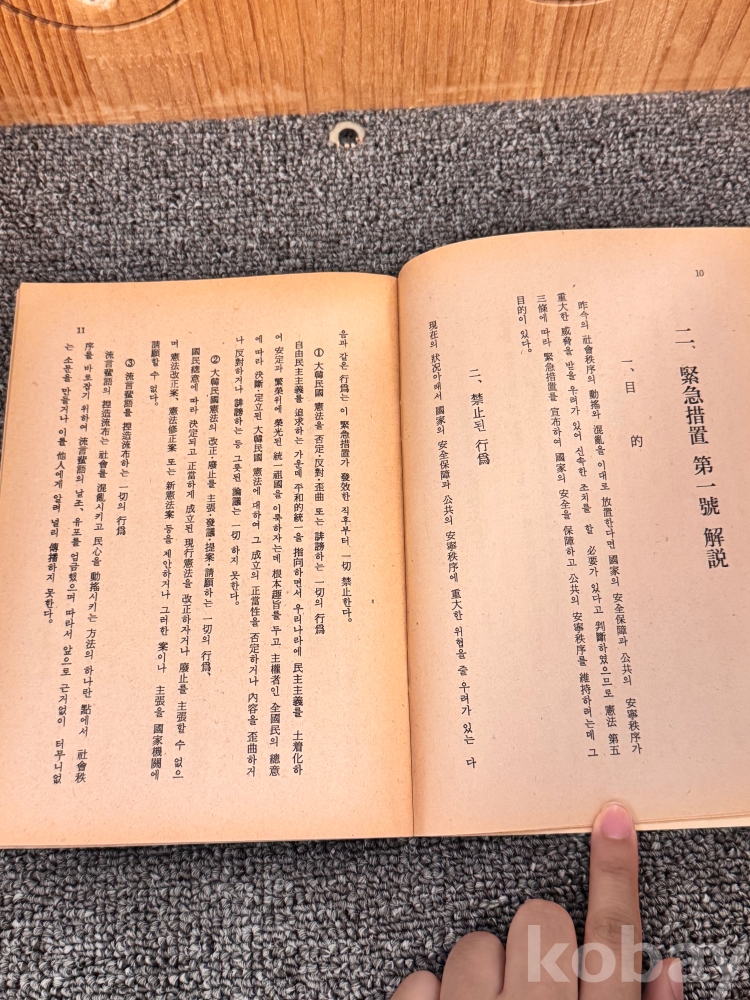 10
二、緊急措置 第一號 解説
一、目 的
昨今의 社會秩序의 動搖와 混亂을 이대로 放置한다면 國家의 安全保障과 公共의 安寧秩序가
重大한 威脅을 받을 우려가 있어 신속한 조치를 할 必要가 있다고 判斷하였으므로 憲法 第五
三條에 따라 緊急措置를 宣布하여 國家의 安全을 保障하고 公共의 安寧秩序를 維持하려는데 그
目的이 있다.
二、禁止된 行爲
現在의 狀況아래서 國家의 安全保障과 公共의 安寧秩序에 重大한 위협을 줄 우려가 있는 다
음과 같은 行爲는 이 緊急措置가 發效한 직후부터 一切 禁止한다.
① 大韓民國 憲法을 否定·反對·歪曲 또는 誹謗하는 一切의 行爲
自由民主主義를 追求하는 가운데 平和的統一을 指向하면서 우리나라에 民主主義를 土着化하
여 安定과 繁榮위에 榮光된 統一祖國을 이룩하자는데 根本趣旨를 두고 主權者인 全國民의 總意
에 따라 決斷·定立된 大韓民國 憲法에 대하여 그 成立의 正當性을 否定하거나 内容을 歪曲하거
나 反對하거나 誹謗하는 등 그릇된 論議는 一切 하지 못한다.
② 大韓民國憲法의 改正·廢止를 主張·發議·提案·請願하는 一切의 行爲、
國民總意에 따라 決定되고 正當하게 成立된 現行憲法을 改正하자거나 廢止를 主張할 수 없으
며 憲法改正案、憲法修正案 또는 新憲法案 등을 제안하거나 그러한 案이나 主張을 國家機關에
請願할 수 없다.
③ 流言蜚語를 捏造流布하는 一切의 行爲
流言蜚語의 捏造流布는 社會를 混亂시키고 民心을 動搖시키는 方法의 하나란 點에서 社會秩
序를 바로잡기 위하여 流言蜚語의 날조、유포를 엄금했으며 따라서 앞으로 근거없이 터무니없
는 소문을 만들거나 이를 他人에게 알려 널리 傳播하지 못한다.
11
kobay